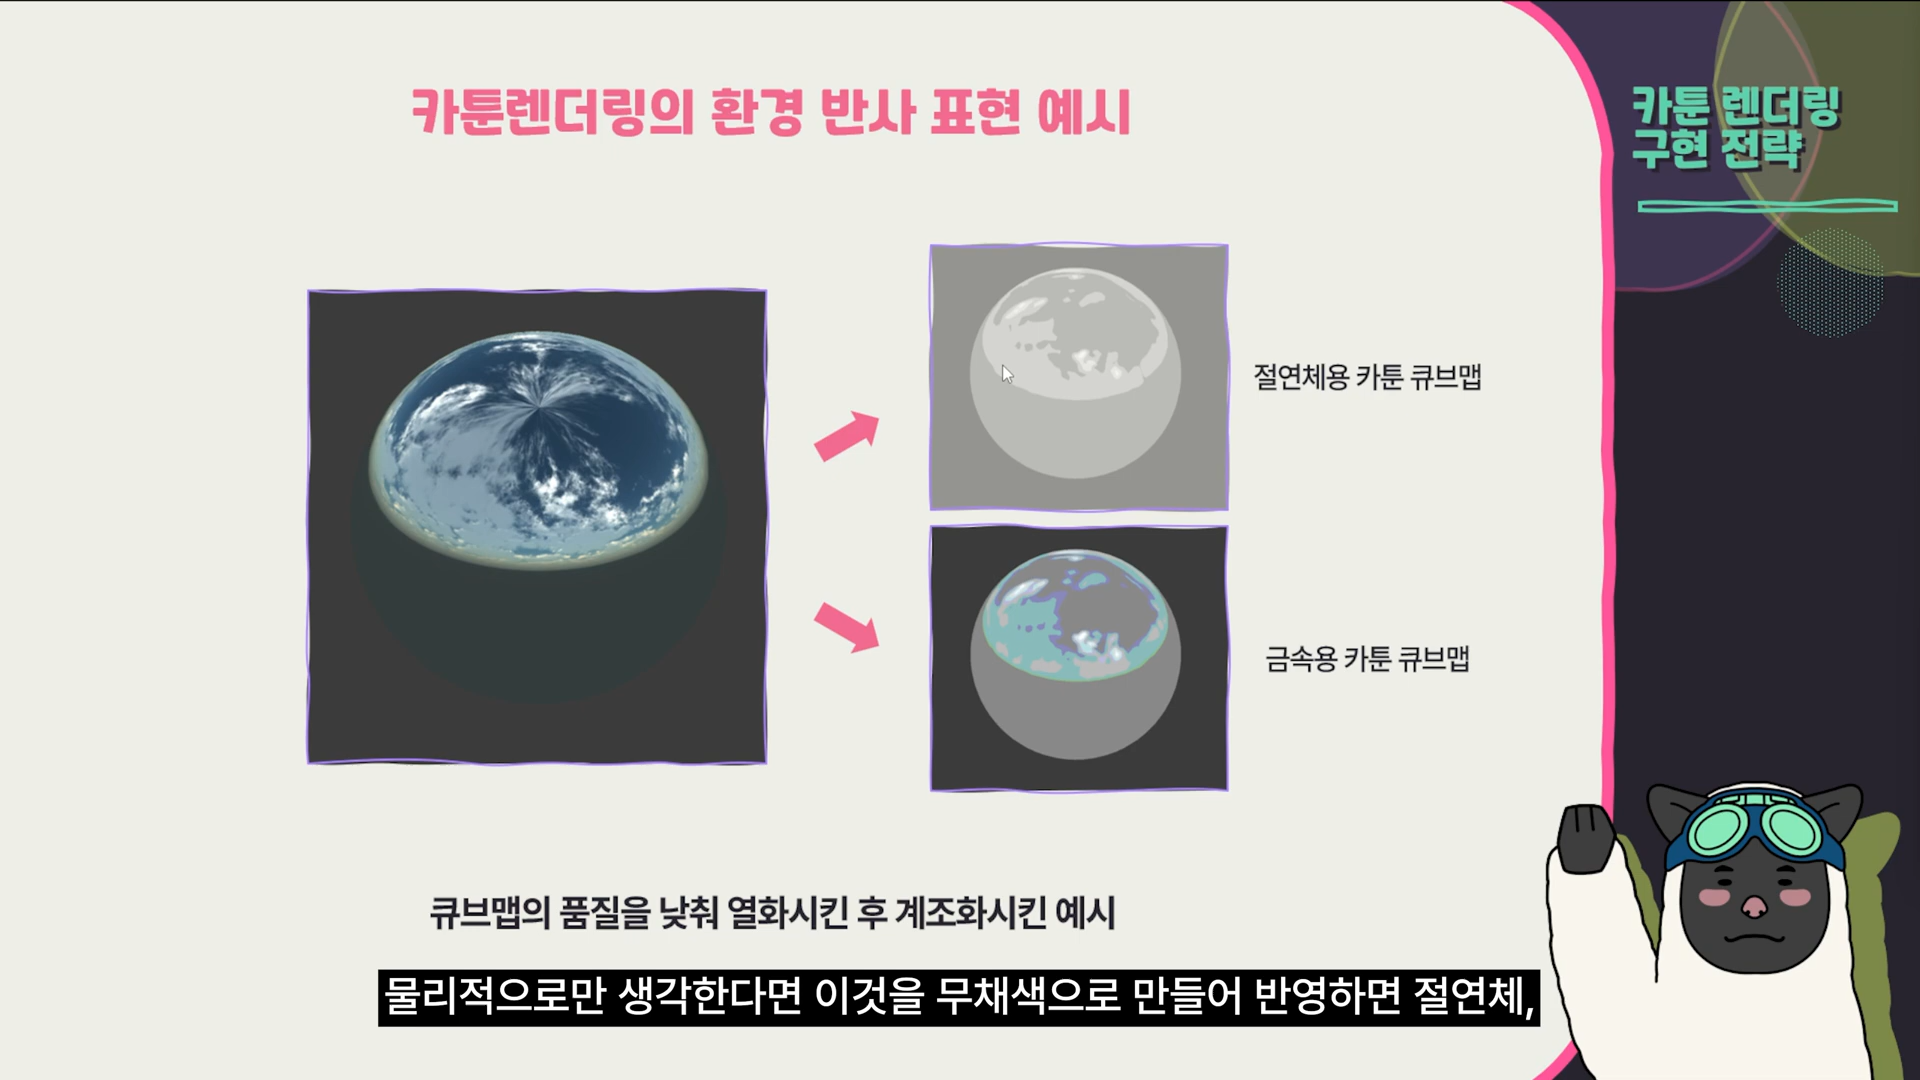 카툰렌더링의 환경 반사 표현 예시
카툰 렌더링
구현 전략
절연체용 카툰 큐브맵
금속용 카툰 큐브맵
큐브맵의 품질을 낮춰 열화시킨 후 계조화시킨 예시
물리적으로만 생각한다면 이것을 무채색으로 만들어 반영하면 절연체,